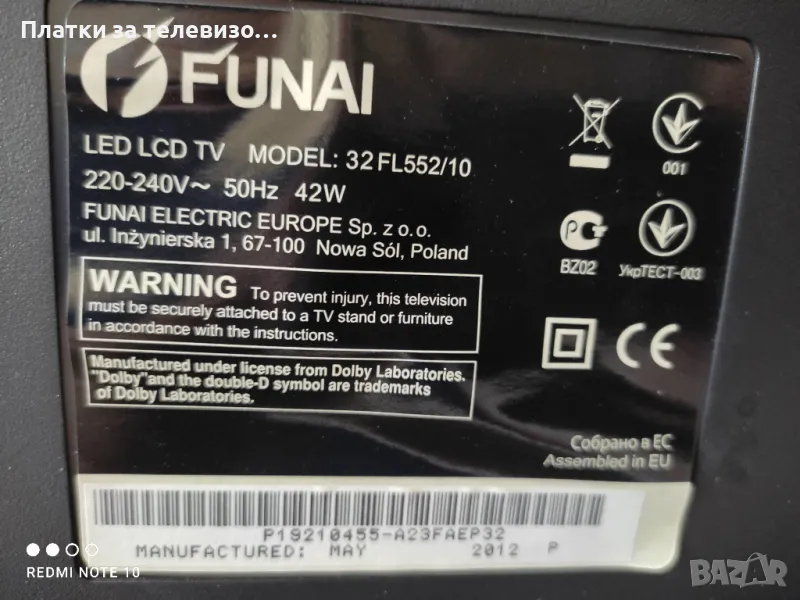 Платки за телевизо...
FUNAI
LED LCD TV MODEL: 32FL552/10
220-240V~ 50Hz 42W
FUNAI ELECTRIC EUROPE Sp. z o.o.
ul. Inżynierska 1, 67-100 Nowa Sól, Poland
001
BZ02
УкрТЕСТ-003
WARNING To prevent injury, this television
must be securely attached to a TV stand or furniture
in accordance with the instructions.
Manufactured under license from Dolby Laboratories.
"Dolby"and the double-D symbol are trademarks
of Dolby Laboratories.
CE
Собрано в ЕС
Assembled in EU
P19210455-A23FAEP32
MANUFACTURED: MAY 2012 P
REDMI NOTE 10
BAZAR